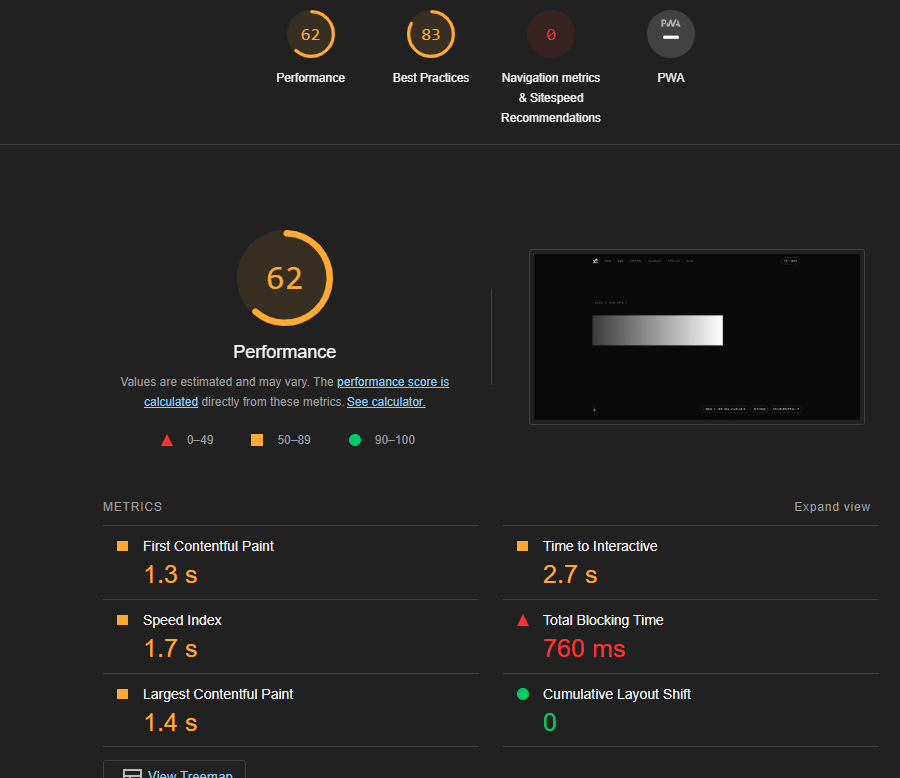 62
83
0
PWA
Performance
Best Practices
Navigation metrics
& Sitespeed
Recommendations
PWA
62
Performance
Values are estimated and may vary. The performance score is
calculated directly from these metrics. See calculator.
0–49
50–89
90–100
METRICS
Expand view
First Contentful Paint
1.3 s
Time to Interactive
2.7 s
Speed Index
1.7 s
Total Blocking Time
760 ms
Largest Contentful Paint
1.4 s
Cumulative Layout Shift
0
View Treemap